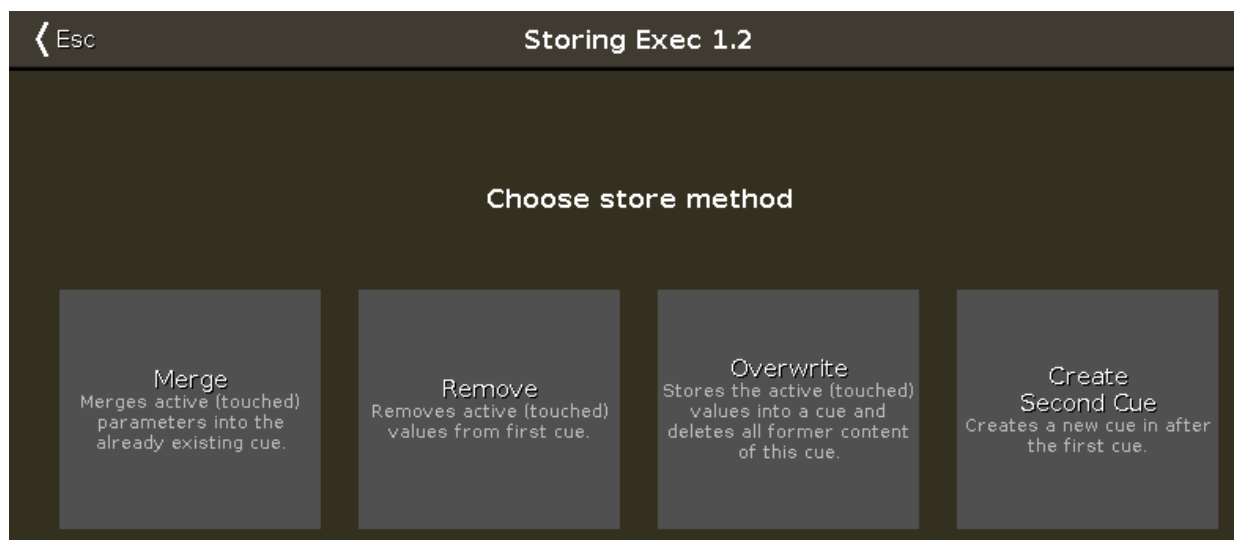 Esc
Storing Exec 1.2
Choose store method
Merge
Merges active (touched)
parameters into the
already existing cue.
Remove
Removes active (touched)
values from first cue.
Overwrite
Stores the active (touched)
values into a cue and
deletes all former content
of this cue.
Create
Second Cue
Creates a new cue in after
the first cue.